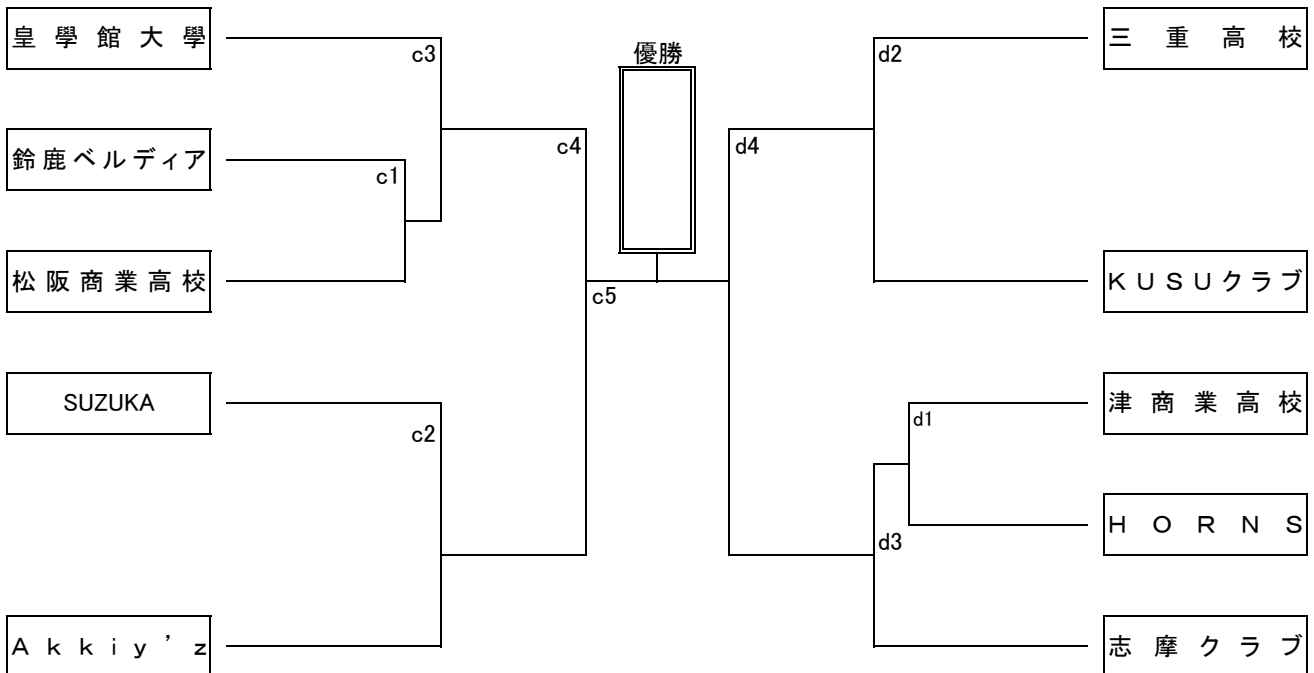 皇學館大學
c3
優勝
d2
三重高校
鈴鹿ベルディア
c1
c4
d4
松阪商業高校
c5
KUSUクラブ
SUZUKA
c2
d1
津商業高校
HORNS
d3
Akkiy'z
志摩クラブ